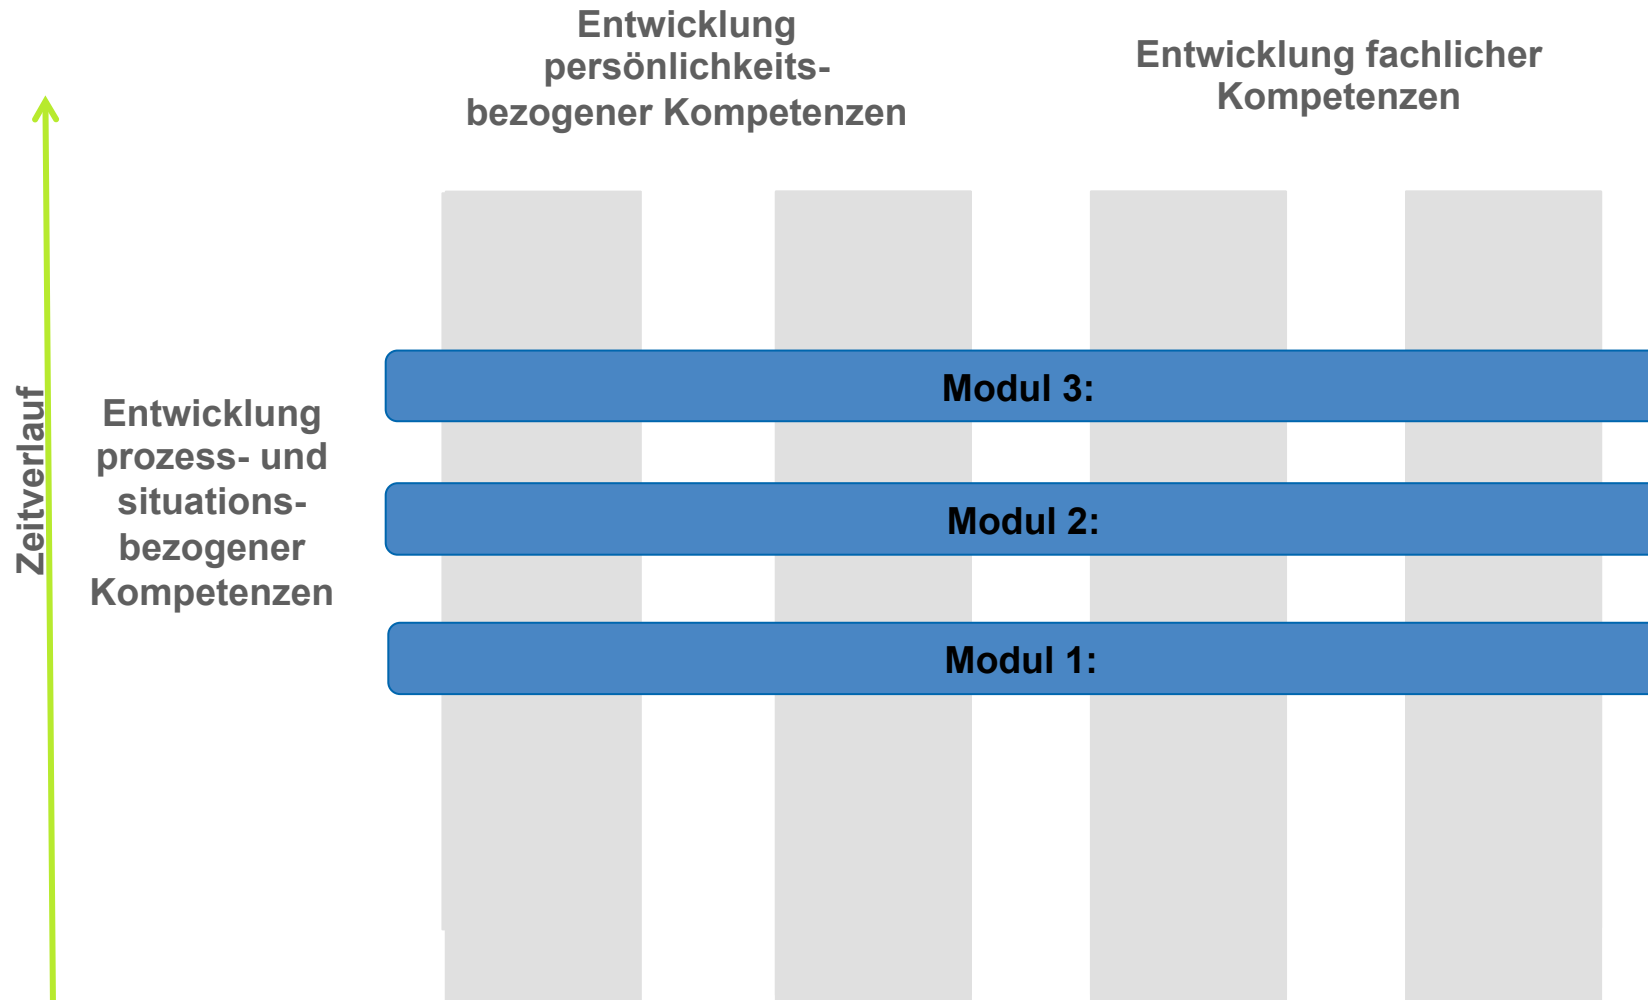 Entwicklung
persönlichkeits-
bezogener Kompetenzen
Entwicklung fachlicher
Kompetenzen
Zeitverlauf
Entwicklung
prozess- und
situations-
bezogener
Kompetenzen
Modul 3:
Modul 2:
Modul 1: